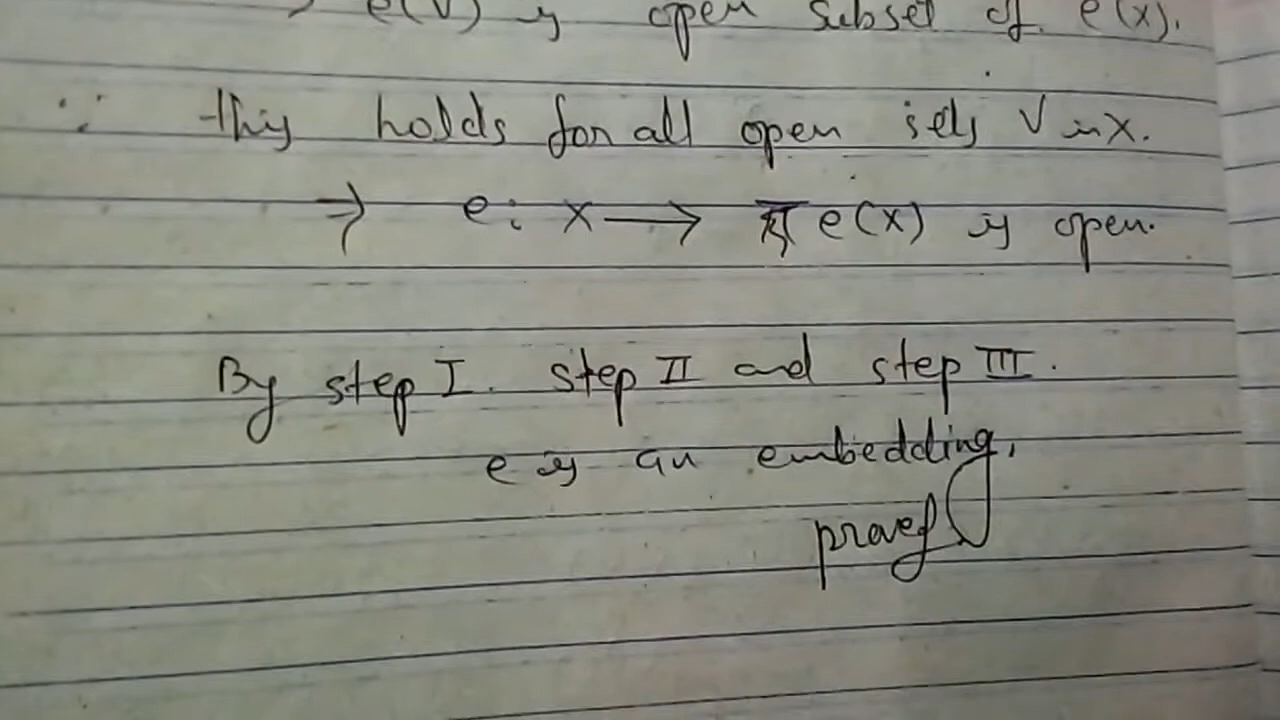 ⇒ e(V) is open subset of e(X).
∵ this holds for all open sets V in X.
⇒ e: X → e(X) is open.
By step I. step II and step III.
e is an embedding.
proved